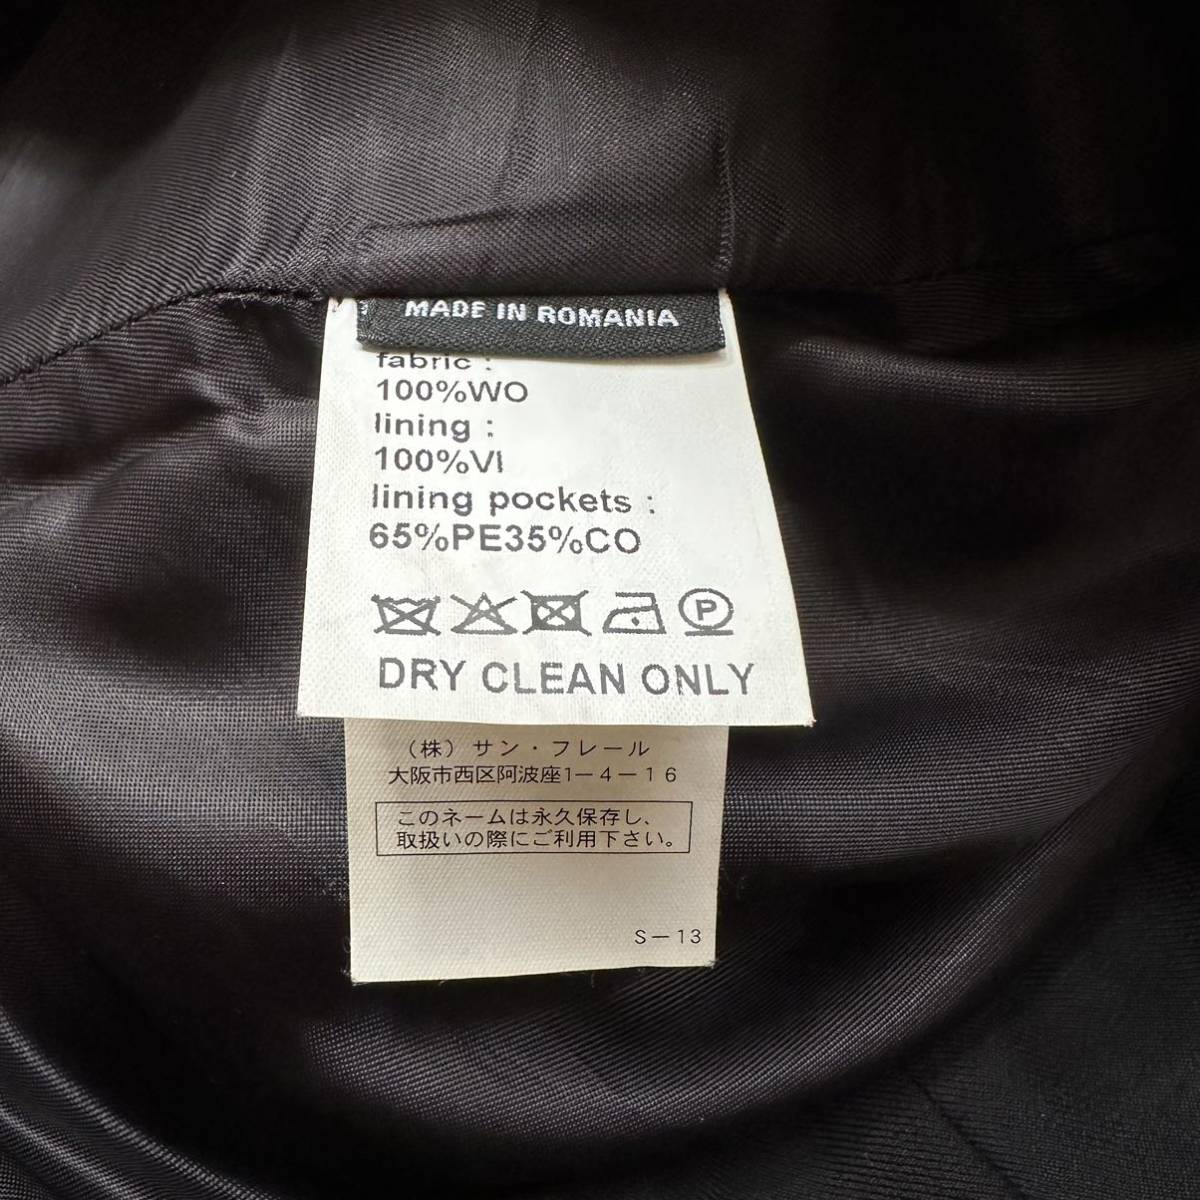 MADE IN ROMANIA
fabric :
100%WO
lining :
100%VI
lining pockets :
65%PE35%CO
P
DRY CLEAN ONLY
（株）サン・フレール
大阪市西区阿波座1－4－16
このネームは永久保存し、
取扱いの際にご利用下さい。
S－13